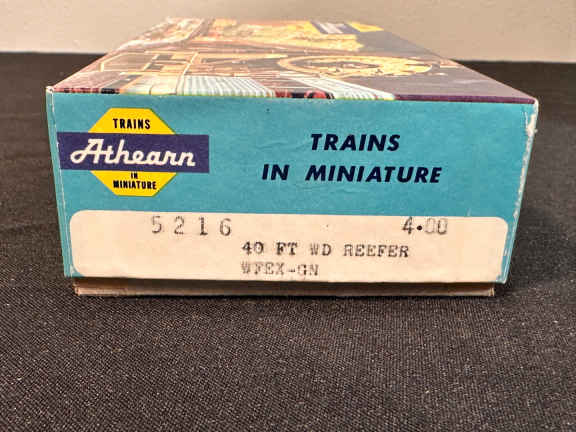 TRAINS
Athearn
IN
MINIATURE
TRAINS
IN MINIATURE
5216 4.00
40 FT WD REEFER
WFEX-GN